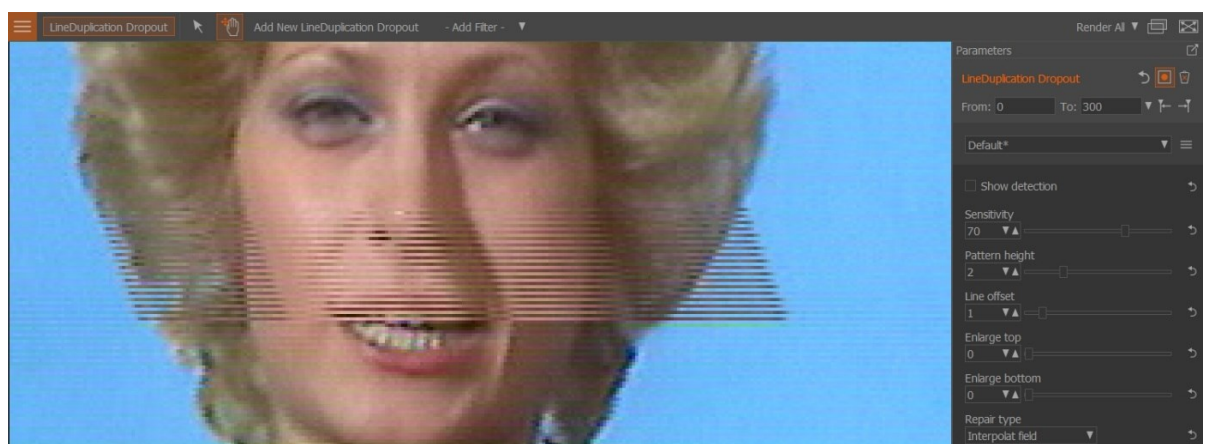 LineDuplication Dropout Add New LineDuplication Dropout - Add Filter - Render All
Parameters
LineDuplication Dropout
From: 0 To: 300
Default*
Show detection
Sensitivity
70
Pattern height
2
Line offset
1
Enlarge top
0
Enlarge bottom
0
Repair type
Interpolat field